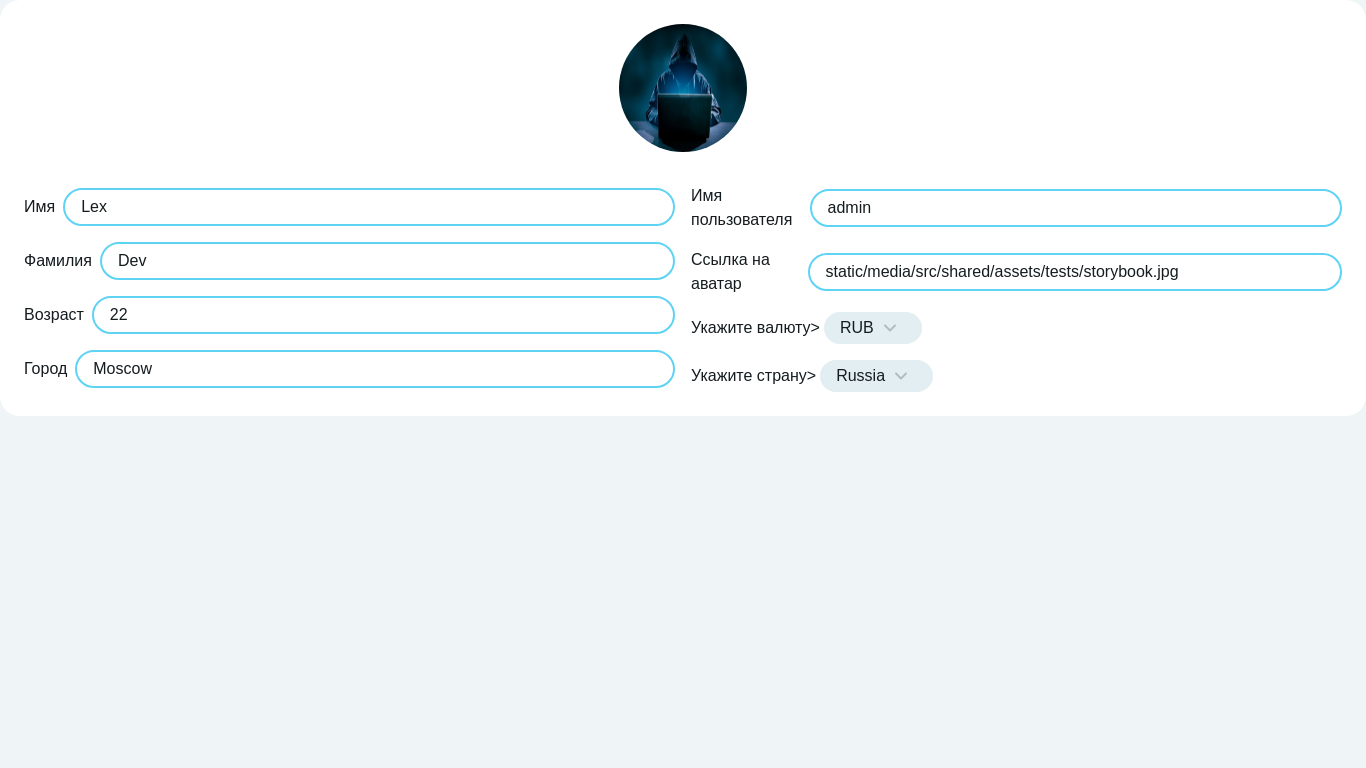 Имя
Lex
Фамилия
Dev
Возраст
22
Город
Moscow
Имя
пользователя
admin
Ссылка на
аватар
static/media/src/shared/assets/tests/storybook.jpg
Укажите валюту>
RUB
Укажите страну>
Russia